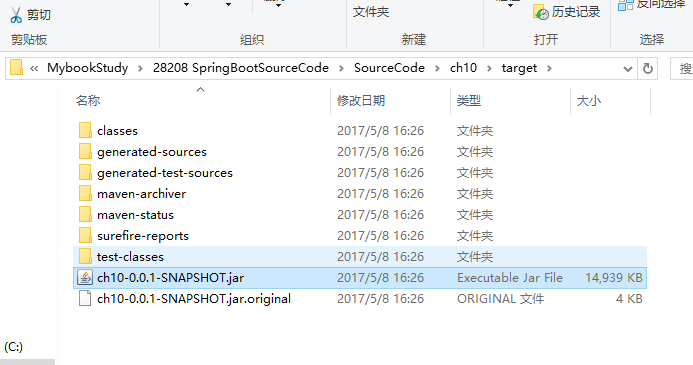 剪切
文件夹
历史记录
反向选择
剪贴板
组织
新建
打开
选择
« MybookStudy › 28208 SpringBootSourceCode › SourceCode › ch10 › target ›
名称 修改日期 类型 大小
classes 2017/5/8 16:26 文件夹
generated-sources 2017/5/8 16:26 文件夹
generated-test-sources 2017/5/8 16:26 文件夹
maven-archiver 2017/5/8 16:26 文件夹
maven-status 2017/5/8 16:26 文件夹
surefire-reports 2017/5/8 16:26 文件夹
test-classes 2017/5/8 16:26 文件夹
ch10-0.0.1-SNAPSHOT.jar 2017/5/8 16:26 Executable Jar File 14,939 KB
ch10-0.0.1-SNAPSHOT.jar.original 2017/5/8 16:26 ORIGINAL 文件 4 KB
(C:)